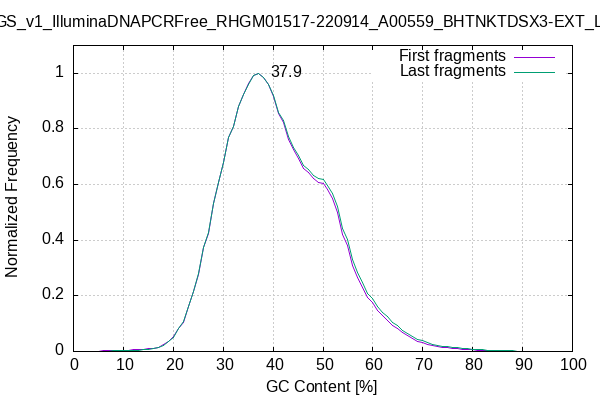 GS_v1_IlluminaDNAPCRFree_RHGM01517-220914_A00559_BHTNKTDSX3-EXT_L
First fragments
Last fragments
37.9
Normalized Frequency
1
0.8
0.6
0.4
0.2
0
0 10 20 30 40 50 60 70 80 90 100
GC Content [%]